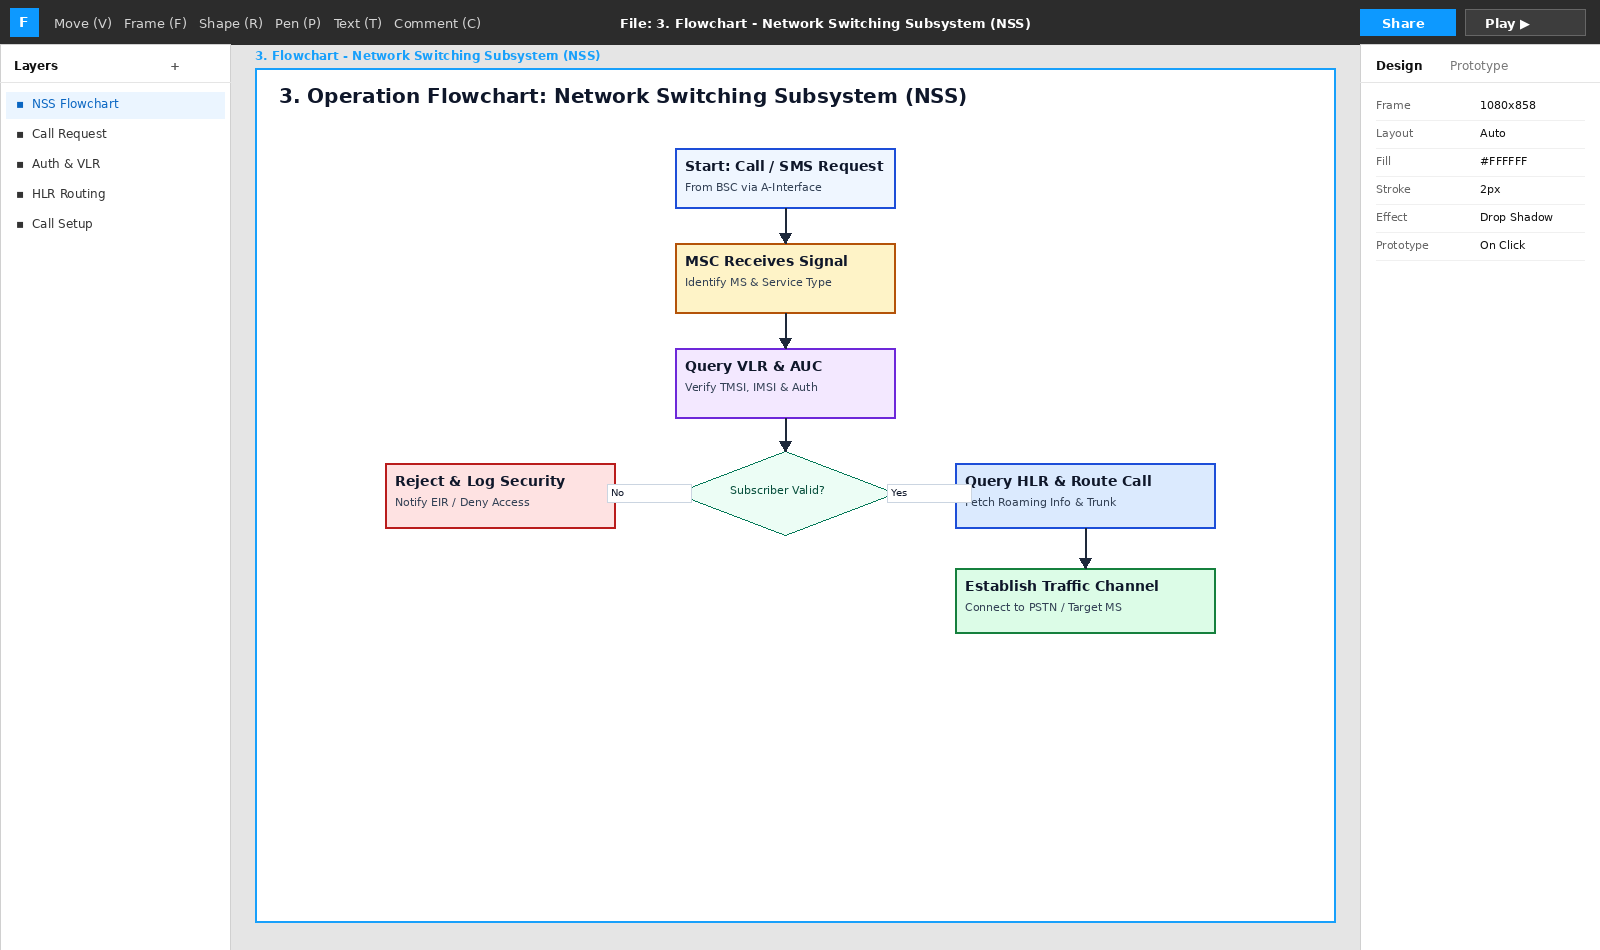 F Move (V) Frame (F) Shape (R) Pen (P) Text (T) Comment (C) File: 3. Flowchart - Network Switching Subsystem (NSS) Share Play ▶
Layers +
NSS Flowchart
Call Request
Auth & VLR
HLR Routing
Call Setup
3. Flowchart - Network Switching Subsystem (NSS)
3. Operation Flowchart: Network Switching Subsystem (NSS)
Start: Call / SMS Request
From BSC via A-Interface
MSC Receives Signal
Identify MS & Service Type
Query VLR & AUC
Verify TMSI, IMSI & Auth
Reject & Log Security
Notify EIR / Deny Access
No
Subscriber Valid?
Yes
Query HLR & Route Call
Fetch Roaming Info & Trunk
Establish Traffic Channel
Connect to PSTN / Target MS
Design Prototype
Frame 1080x858
Layout Auto
Fill #FFFFFF
Stroke 2px
Effect Drop Shadow
Prototype On Click